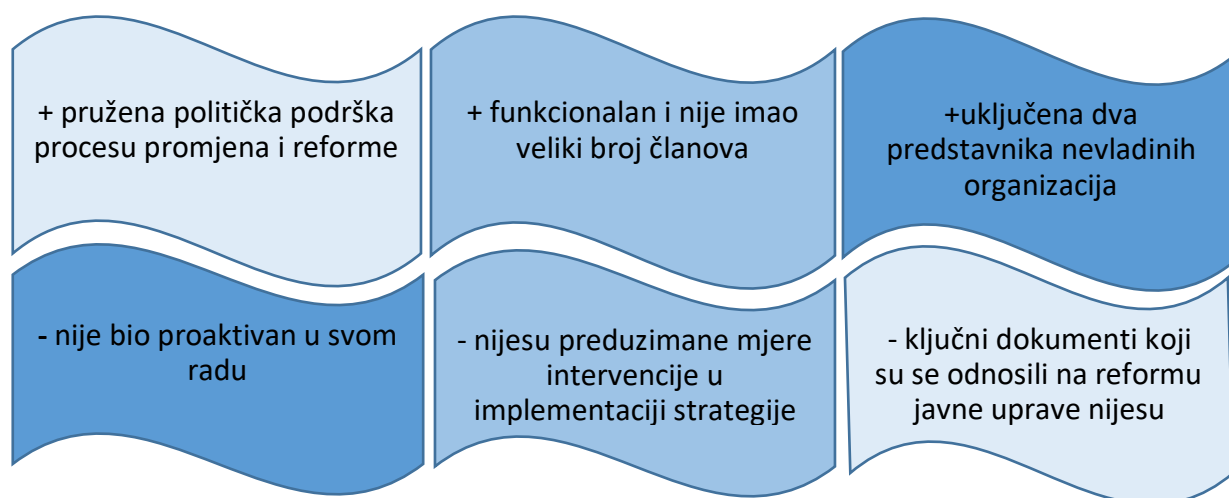 + pružena politička podrška
procesu promjena i reforme
+ funkcionalan i nije imao
veliki broj članova
+uključena dva
predstavnika nevladinih
organizacija
- nije bio proaktivan u svom
radu
- nijesu preduzimane mjere
intervencije u
implementaciji strategije
- ključni dokumenti koji
su se odnosili na reformu
javne uprave nijesu